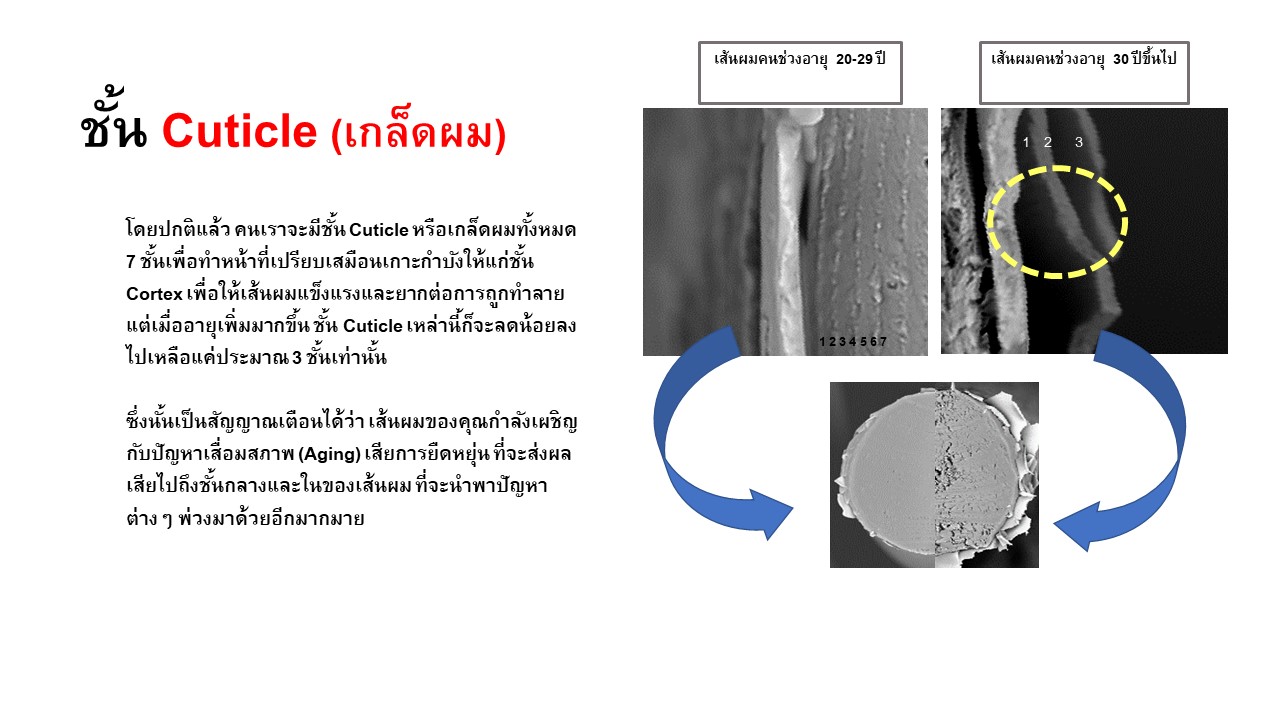 ชั้น Cuticle (เกล็ดผม)
โดยปกติแล้ว คนเราจะมีชั้น Cuticle หรือเกล็ดผมทั้งหมด
7 ชั้นเพื่อทำหน้าที่เปรียบเสมือนเกาะกำบังให้แก่ชั้น
Cortex เพื่อให้เส้นผมแข็งแรงและยากต่อการถูกทำลาย
แต่เมื่ออายุเพิ่มมากขึ้น ชั้น Cuticle เหล่านี้ก็จะลดน้อยลง
ไปเหลือแค่ประมาณ 3 ชั้นเท่านั้น
ซึ่งนั้นเป็นสัญญาณเตือนได้ว่า เส้นผมของคุณกำลังเผชิญ
กับปัญหาเสื่อมสภาพ (Aging) เสียการยืดหยุ่น ที่จะส่งผล
เสียไปถึงชั้นกลางและในของเส้นผม ที่จะนำพาปัญหา
ต่าง ๆ พ่วงมาด้วยอีกมากมาย
เส้นผมคนช่วงอายุ 20-29 ปี
เส้นผมคนช่วงอายุ 30 ปีขึ้นไป
1 2 3 4 5 6 7
1 2 3